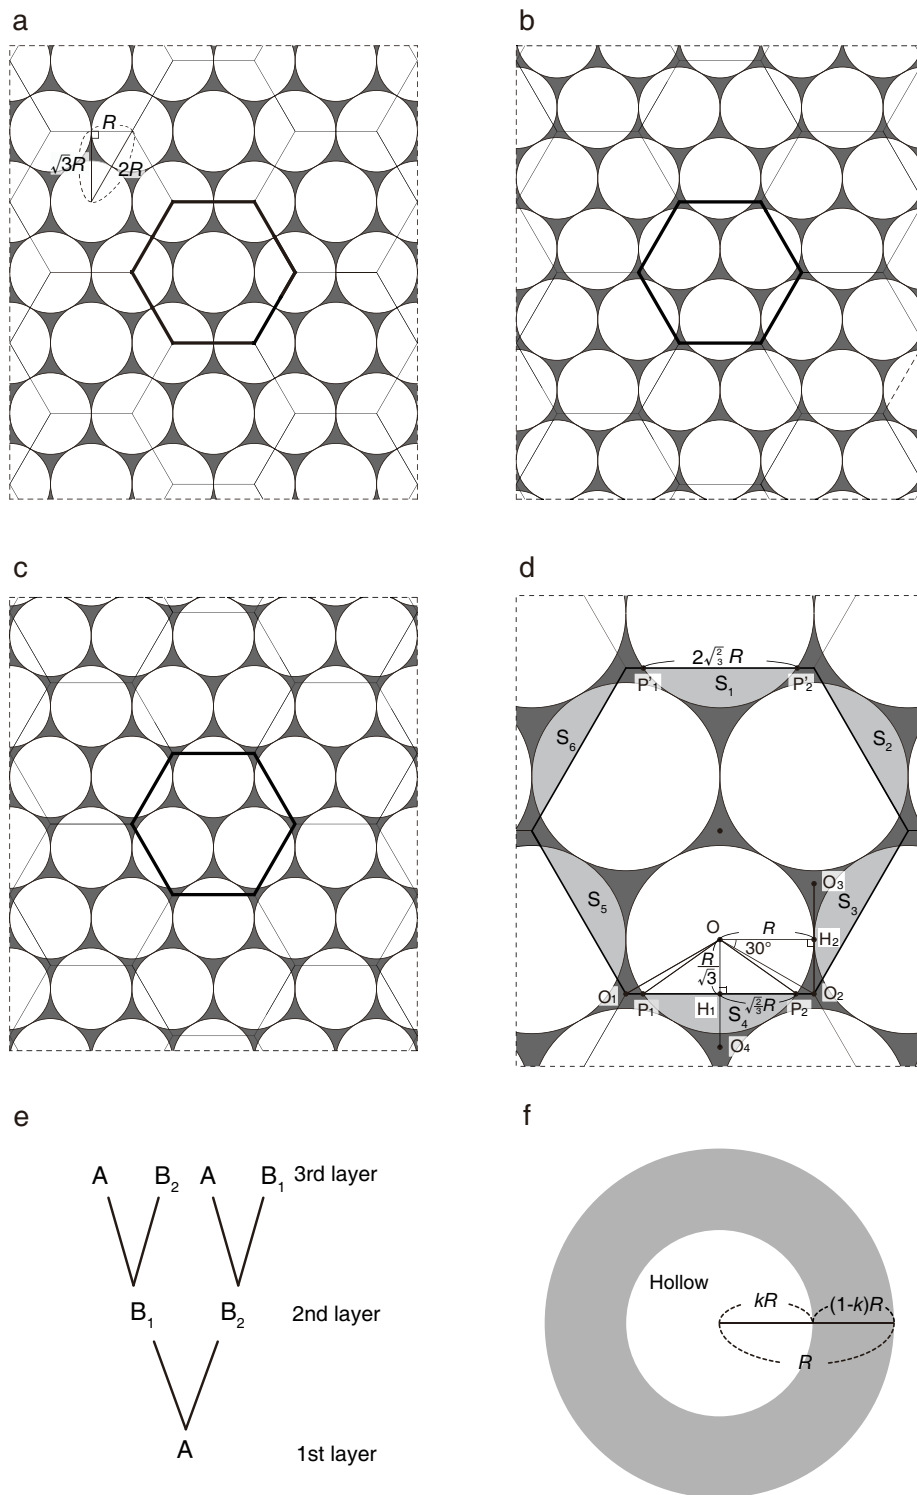 a
b
R
√3R
2R
c
d
2√2/3 R
P'1
S1
P'2
S6
S2
S5
O3
S3
O
R
H2
30°
R/√3
O1
O2
P1
H1
√2/3 R
P2
S4
O4
e
f
A B2 A B1 3rd layer
B1 B2 2nd layer
A 1st layer
Hollow
kR
(1-k)R
R